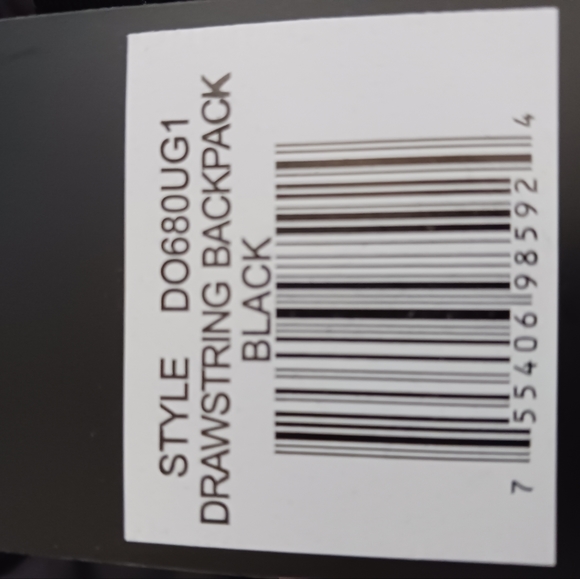 STYLE DO680UG1
DRAWSTRING BACKPACK
BLACK
7 55406 98592 4